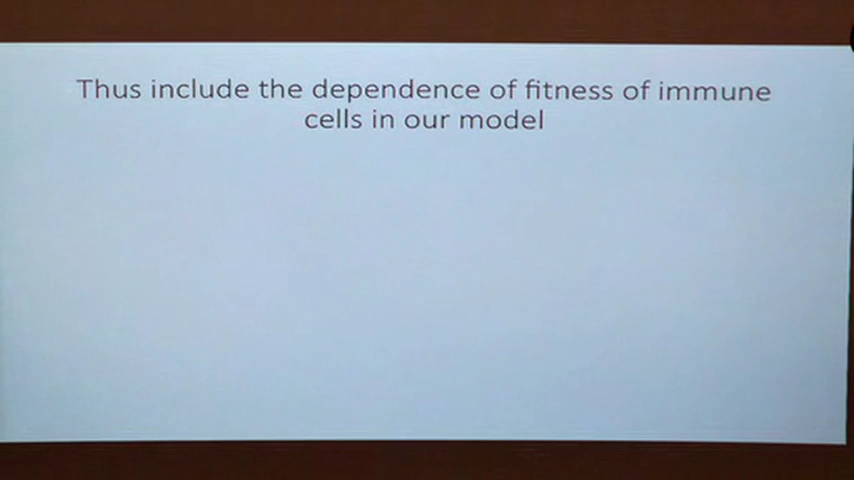 Thus include the dependence of fitness of immune
cells in our model